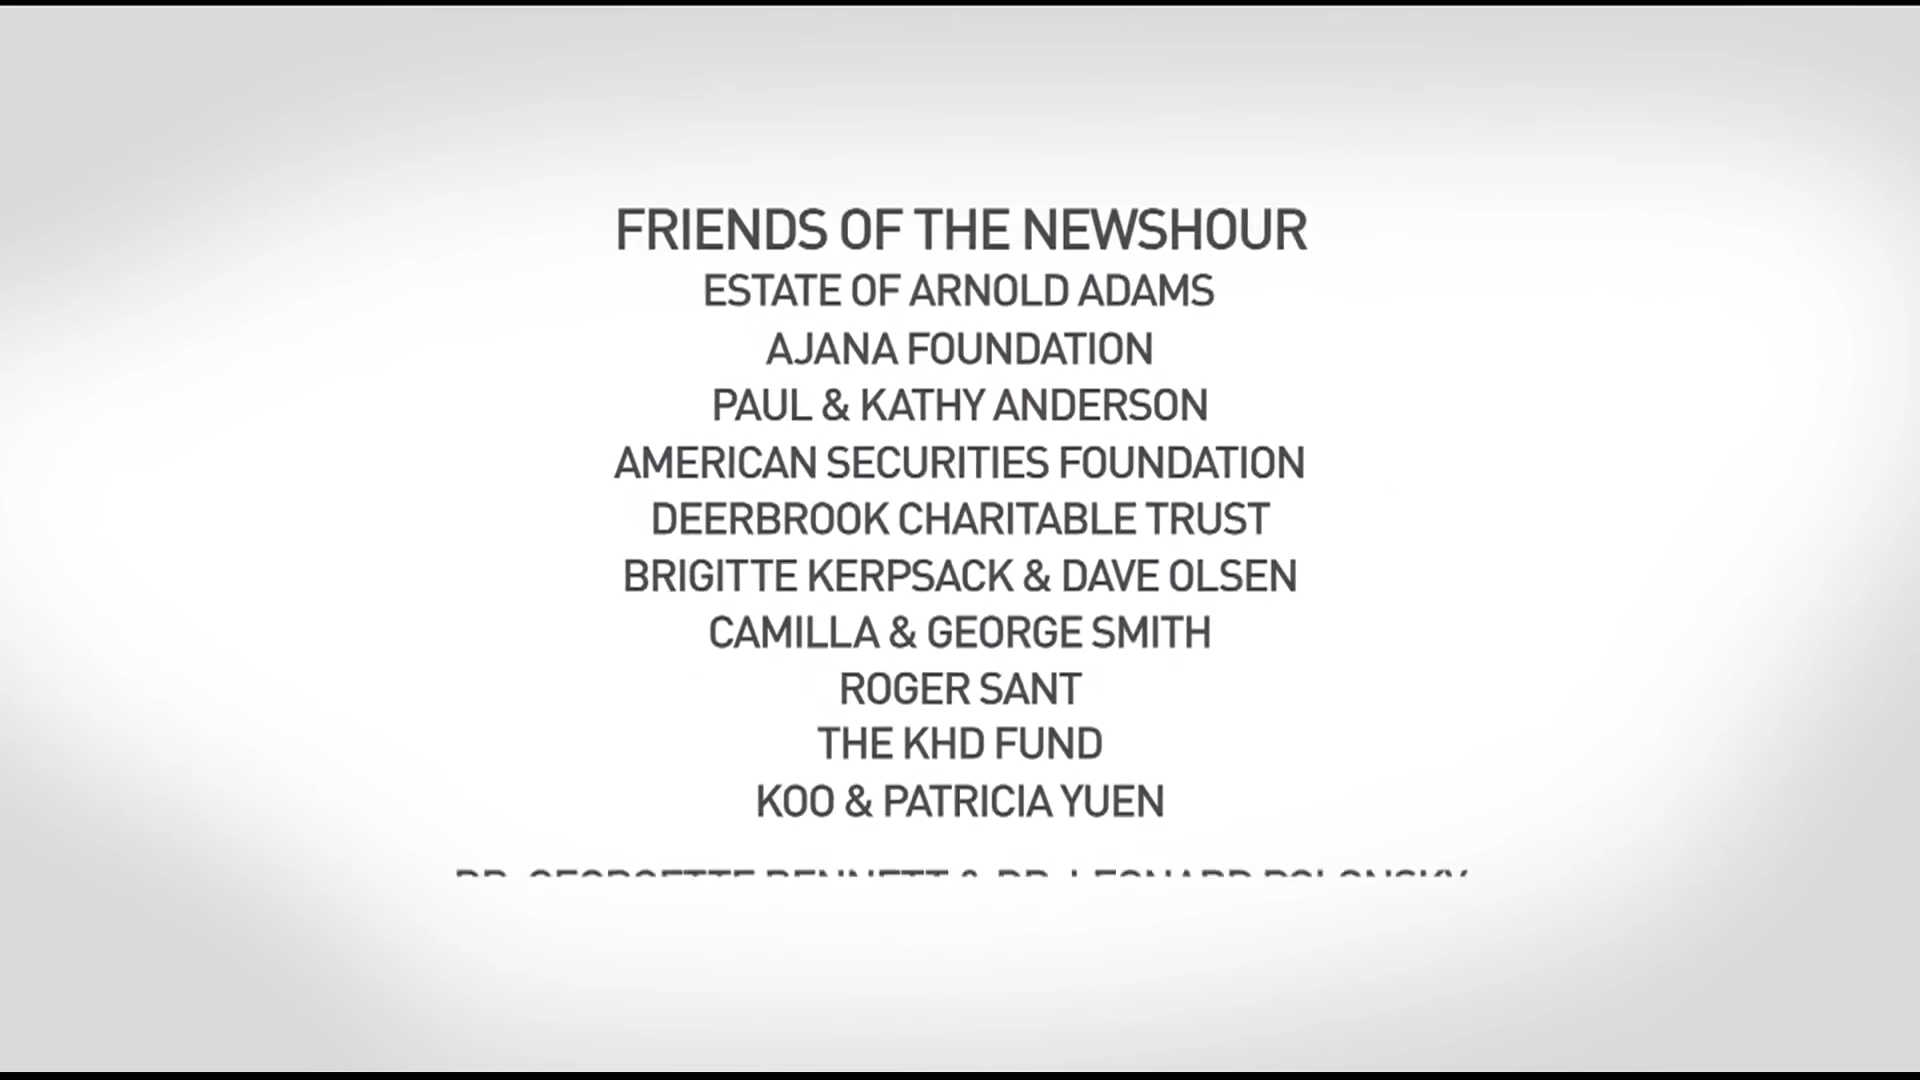 FRIENDS OF THE NEWSHOUR
ESTATE OF ARNOLD ADAMS
AJANA FOUNDATION
PAUL & KATHY ANDERSON
AMERICAN SECURITIES FOUNDATION
DEERBROOK CHARITABLE TRUST
BRIGITTE KERPSACK & DAVE OLSEN
CAMILLA & GEORGE SMITH
ROGER SANT
THE KHD FUND
KOO & PATRICIA YUEN